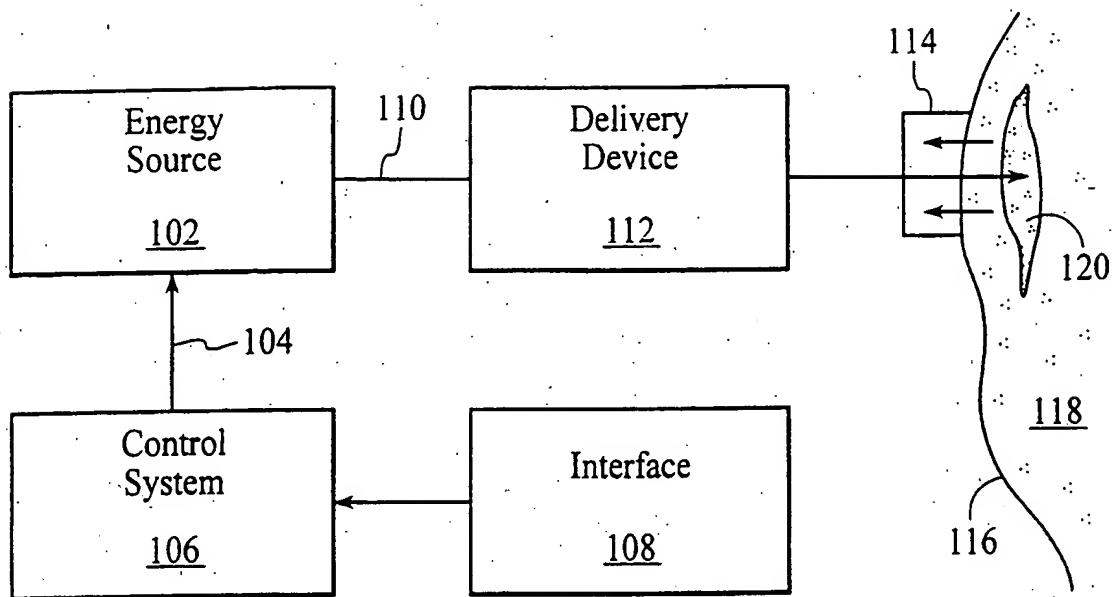 114
Energy
Source
102
110
Delivery
Device
112
120
104
Control
System
106
Interface
108
118
116